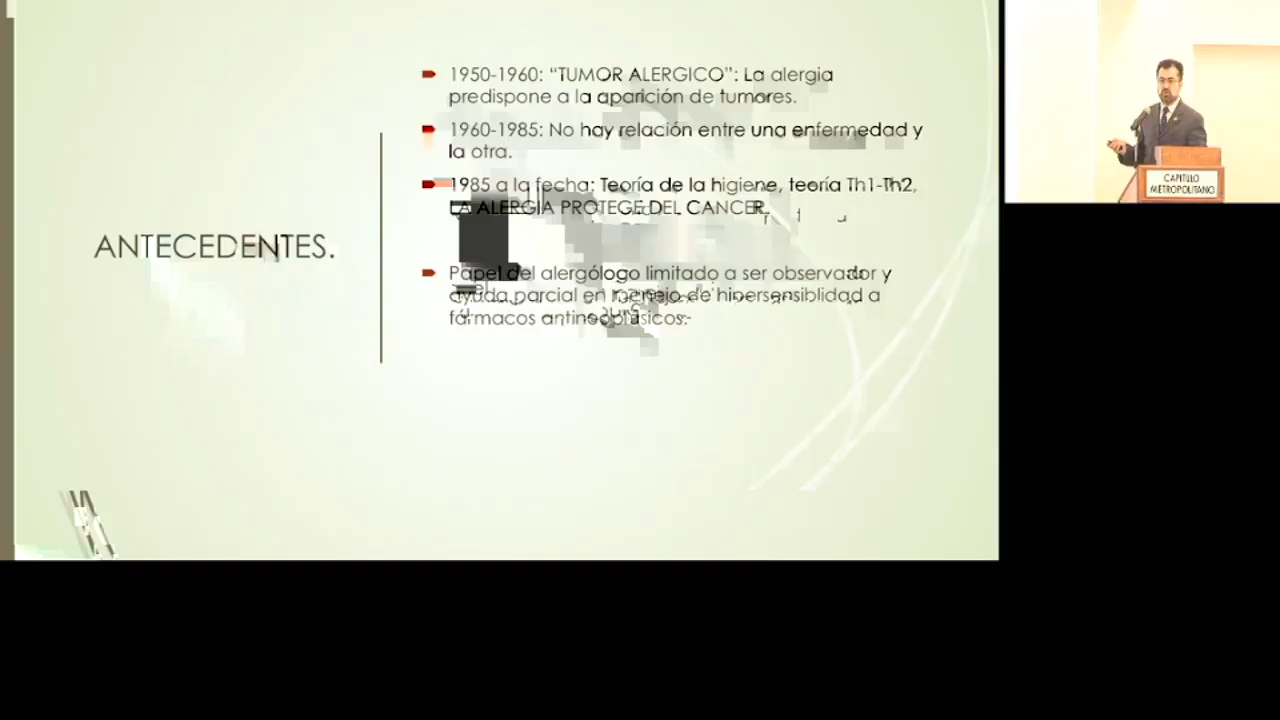 ANTECEDENTES.
1950-1960: “TUMOR ALERGICO”: La alergia
predispone a la aparición de tumores.
1960-1985: No hay relación entre una enfermedad y
la otra.
1985 a la fecha: Teoría de la higiene, teoría Th1-Th2,
LA ALERGIA PROTEGE DEL CANCER.
Papel del alergólogo limitado a ser observador y
ayuda parcial en manejo de hipersensiblidad a
fármacos antineoplásicos.
CAPITULO
METROPOLITANO